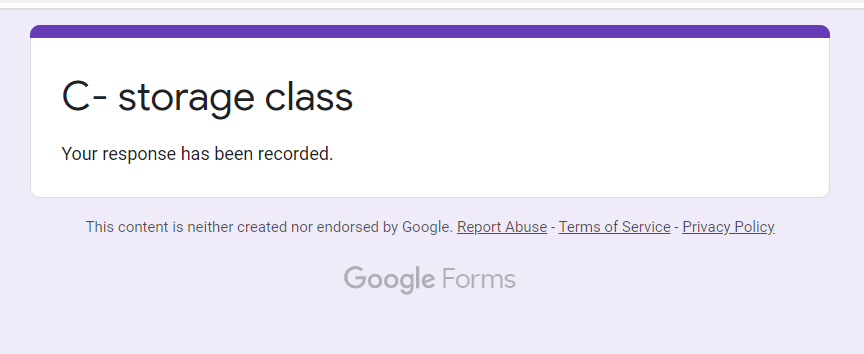 C- storage class
Your response has been recorded.
This content is neither created nor endorsed by Google. Report Abuse - Terms of Service - Privacy Policy
Google Forms